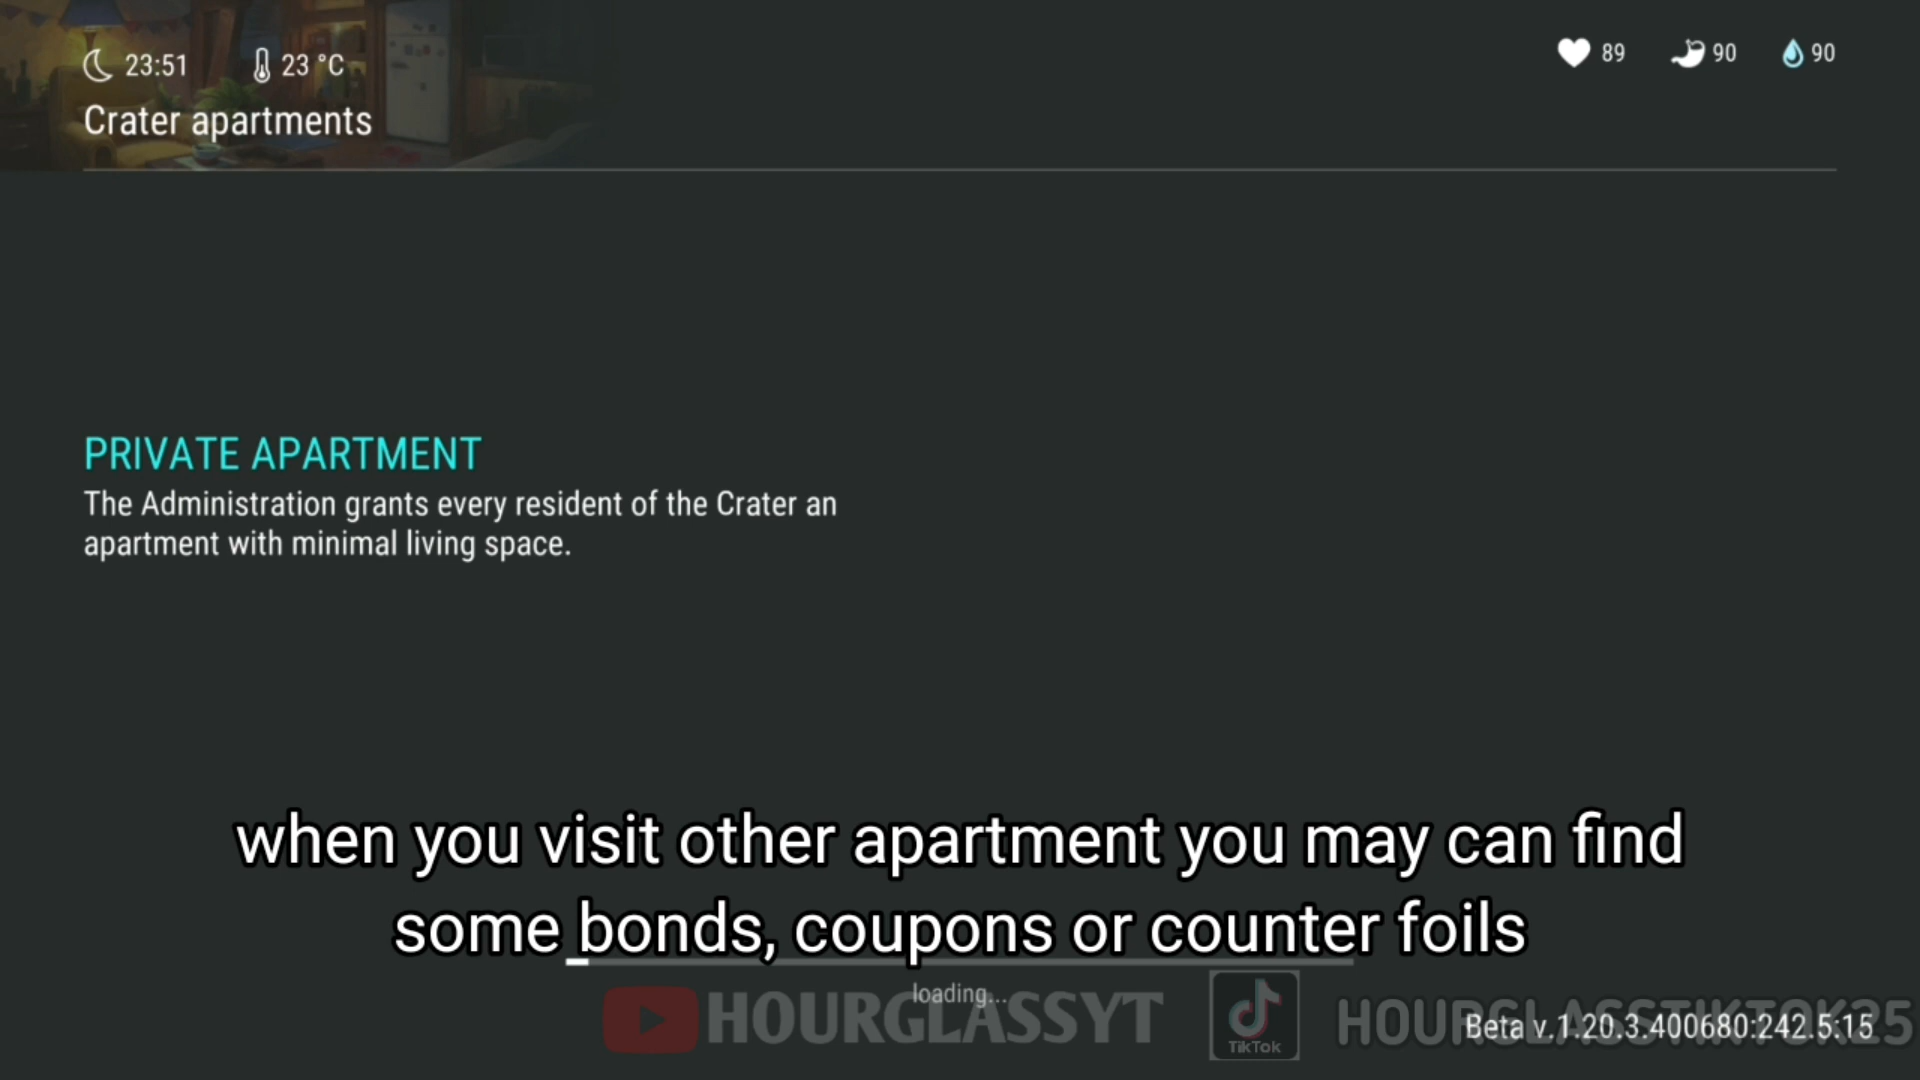 23:51 23 °C 89 90 90
Crater apartments
PRIVATE APARTMENT
The Administration grants every resident of the Crater an
apartment with minimal living space.
when you visit other apartment you may can find
some bonds, coupons or counter foils
loading...
HOURGLASSYT TikTok HOURGLASSTIKTOK25
Beta v.1.20.3.400680:242.5:15